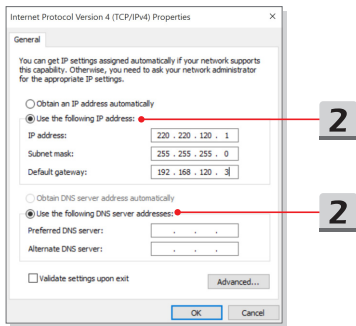 Internet Protocol Version 4 (TCP/IPv4) Properties
General
You can get IP settings assigned automatically if your network supports
this capability. Otherwise, you need to ask your network administrator
for the appropriate IP settings.
Obtain an IP address automatically
Use the following IP address:
2
IP address:
220 . 220 . 120 . 1
Subnet mask:
255 . 255 . 255 . 0
Default gateway:
192 . 168 . 120 . 3
Obtain DNS server address automatically
Use the following DNS server addresses:
2
Preferred DNS server:
. . .
Alternate DNS server:
. . .
Validate settings upon exit
Advanced...
OK
Cancel